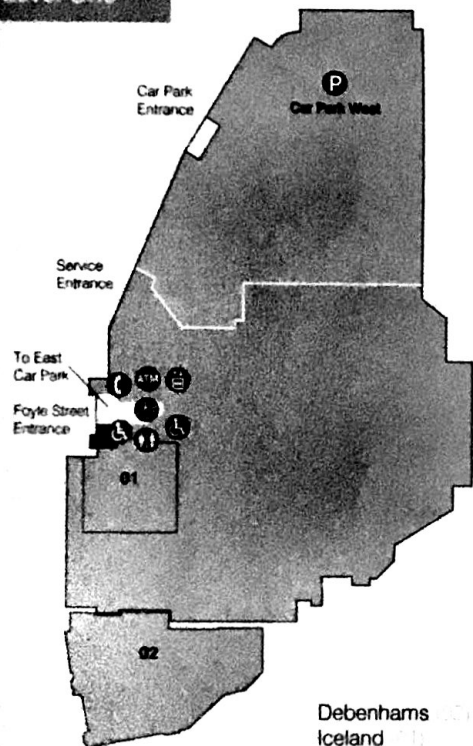 Car Park
Entrance
P
Car Park West
Service
Entrance
To East
Car Park
ATM
Foyle Street
Entrance
01
02
Debenhams
Iceland